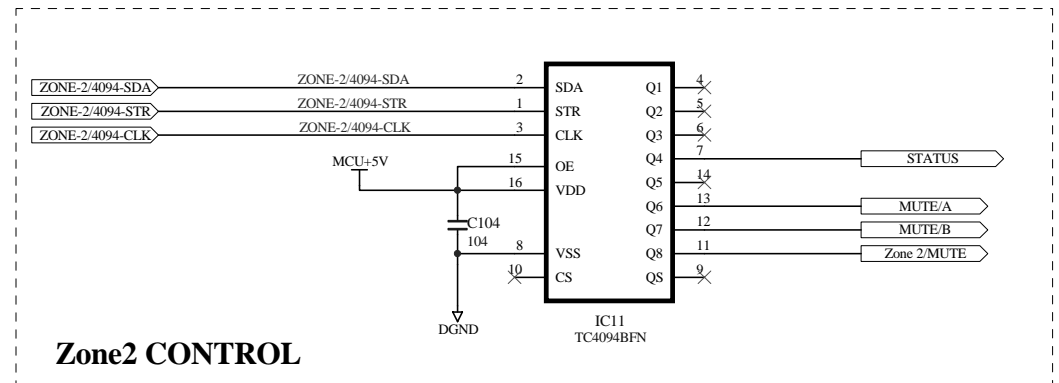 ZONE-2/4094-SDA ZONE-2/4094-SDA 2 SDA Q1 4
ZONE-2/4094-STR ZONE-2/4094-STR 1 STR Q2 5
ZONE-2/4094-CLK ZONE-2/4094-CLK 3 CLK Q3 6
MCU+5V 15 OE Q4 7 STATUS
16 VDD Q5 14
Q6 13 MUTE/A
C104 Q7 12 MUTE/B
104 8 VSS Q8 11 Zone 2/MUTE
10 CS QS 9
DGND IC11
TC4094BFN
Zone2 CONTROL